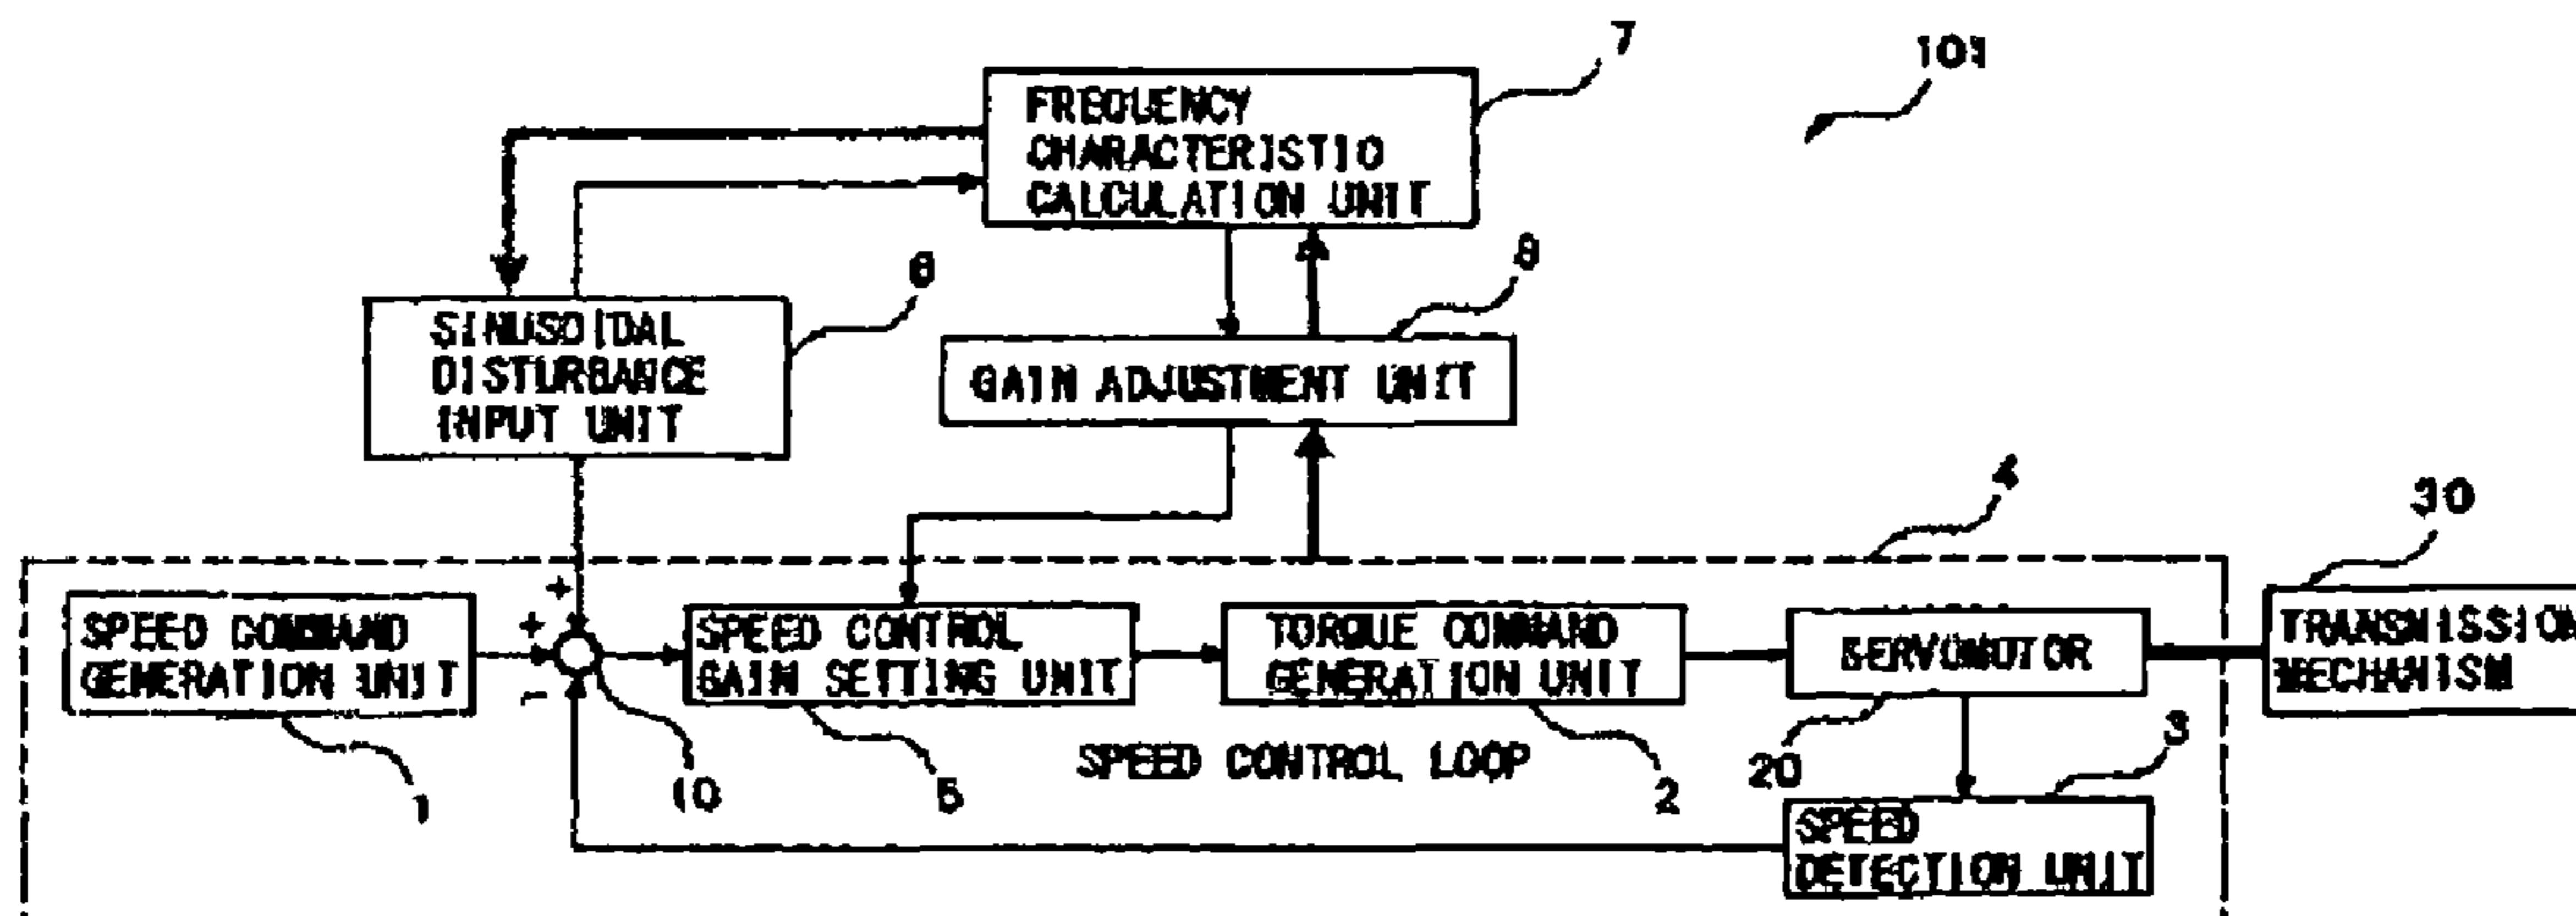 7
101
FREQUENCY
CHARACTERISTIC
CALCULATION UNIT
6
SINUSOIDAL
DISTURBANCE
INPUT UNIT
GAIN ADJUSTMENT UNIT
4
30
+
+
-
SPEED COMMAND
GENERATION UNIT
SPEED CONTROL
GAIN SETTING UNIT
TORQUE COMMAND
GENERATION UNIT
SERVOMOTOR
TRANSMISSION
MECHANISM
1
10
5
SPEED CONTROL LOOP
2
20
3
SPEED
DETECTION UNIT